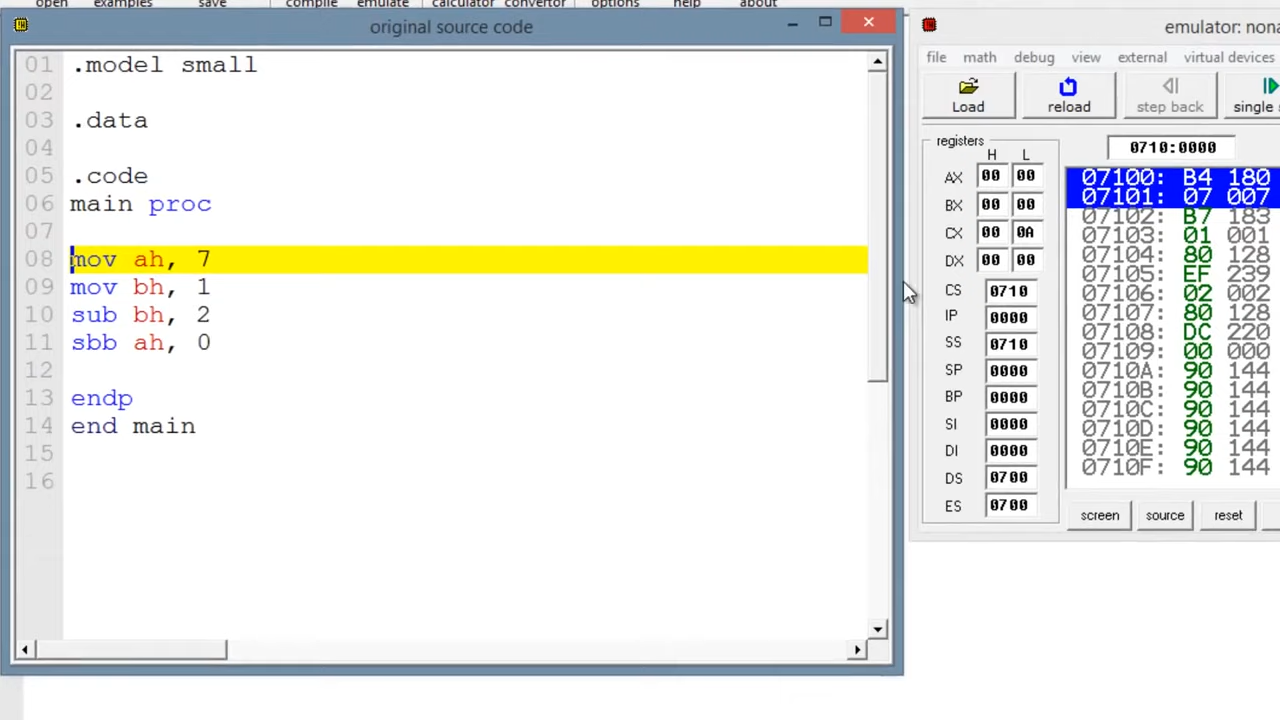 open examples save compile emulate calculator convertor options help about
original source code
01 .model small
02
03 .data
04
05 .code
06 main proc
07
08 mov ah, 7
09 mov bh, 1
10 sub bh, 2
11 sbb ah, 0
12
13 endp
14 end main
15
16
emulator: nona
file math debug view external virtual devices
Load reload step back single
registers
H L
0710:0000
AX 00 00
BX 00 00
CX 00 0A
DX 00 00
CS 0710
IP 0000
SS 0710
SP 0000
BP 0000
SI 0000
DI 0000
DS 0700
ES 0700
07100: B4 180
07101: 07 007
07102: B7 183
07103: 01 001
07104: 80 128
07105: EF 239
07106: 02 002
07107: 80 128
07108: DC 220
07109: 00 000
0710A: 90 144
0710B: 90 144
0710C: 90 144
0710D: 90 144
0710E: 90 144
0710F: 90 144
screen source reset